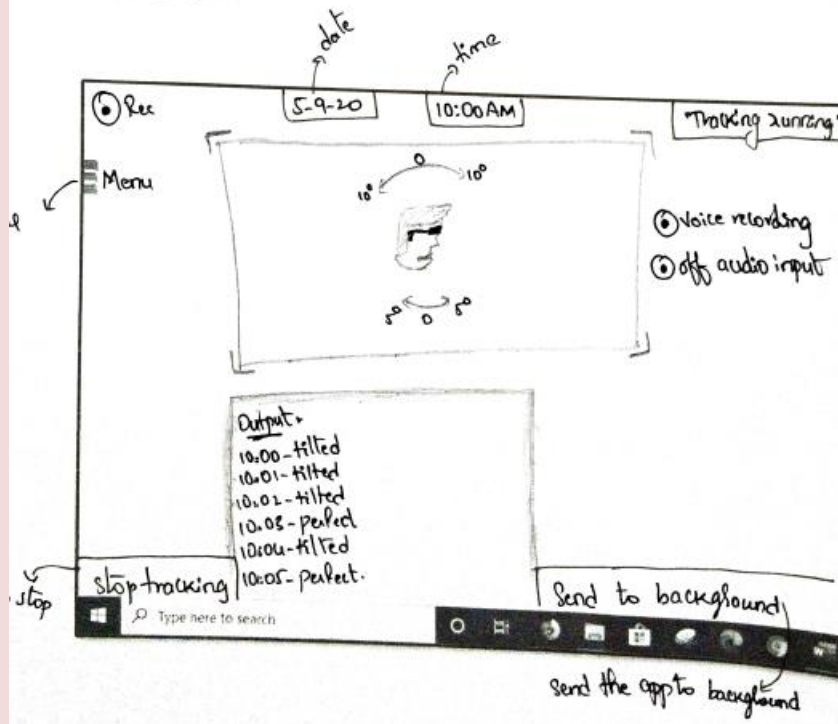 date
time
Rec
5-9-20
10:00AM
"Tracking running"
Menu
10° 0 10°
voice recording
off audio input
5° 0 5°
Output:
10:00-tilted
10:01-tilted
10:02-tilted
10:03-perfect
10:04-tilted
10:05-perfect.
stop tracking
stop
Send to background
Type here to search
Send the app to background